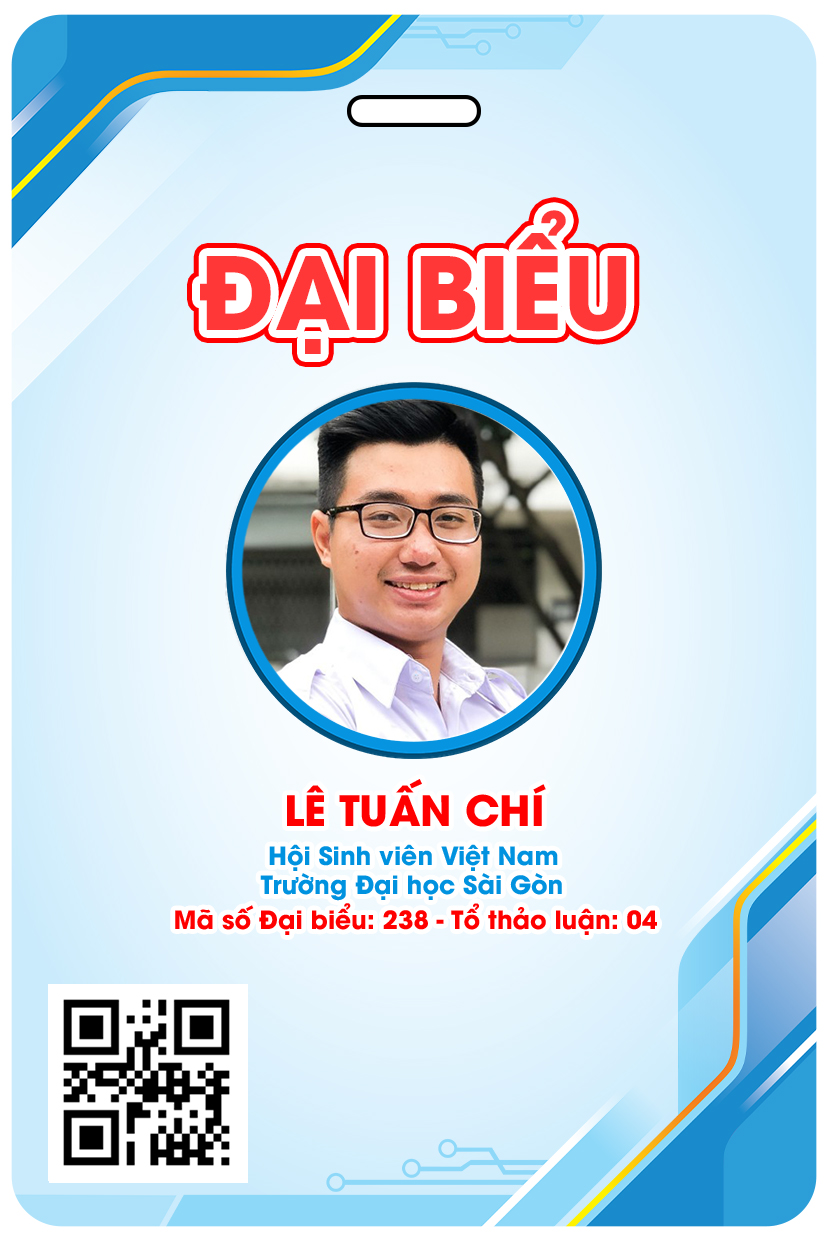 ĐẠI BIỂU
LÊ TUẤN CHÍ
Hội Sinh viên Việt Nam
Trường Đại học Sài Gòn
Mã số Đại biểu: 238 - Tổ thảo luận: 04